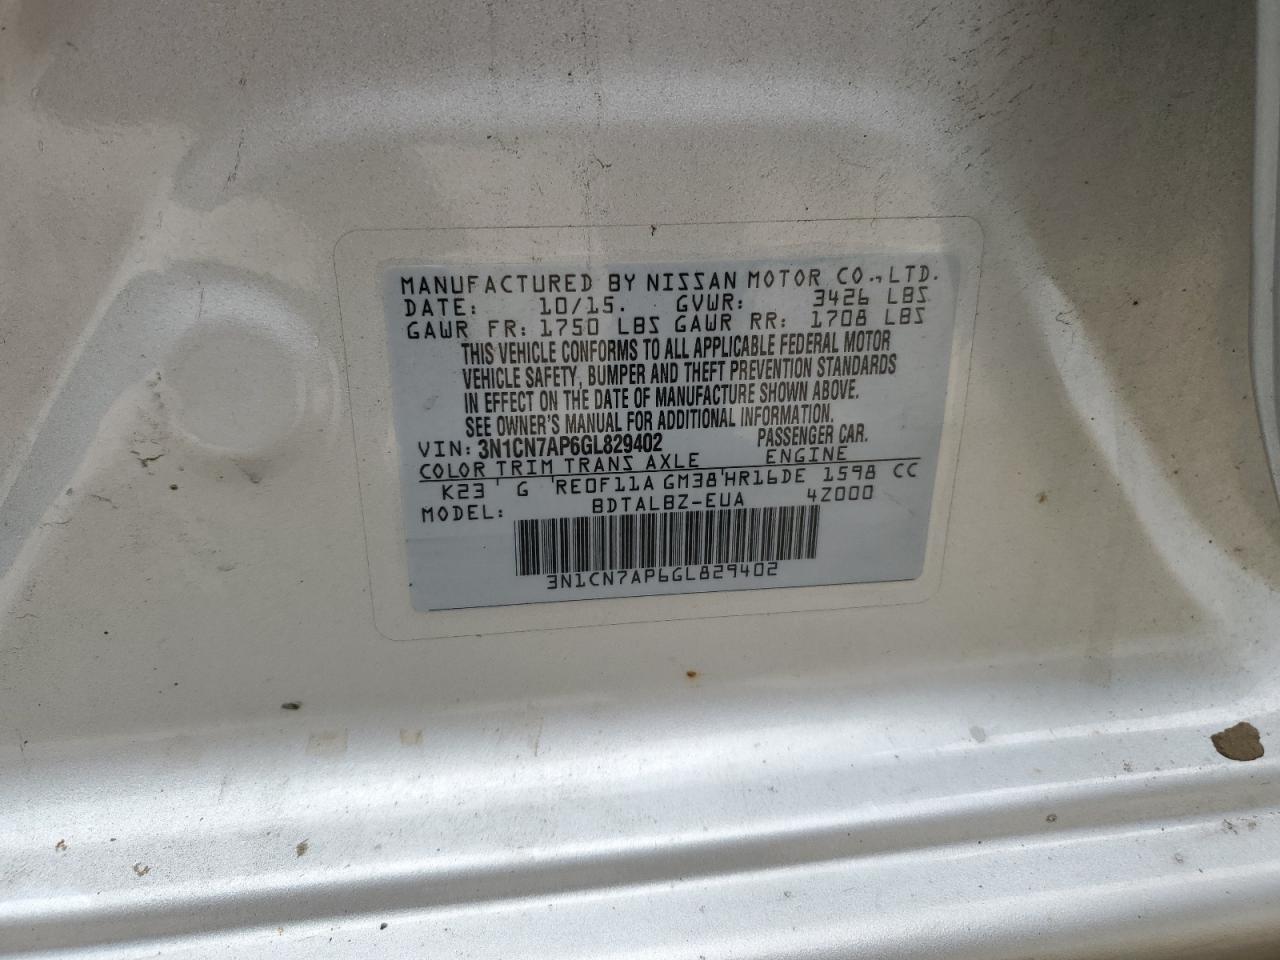 MANUFACTURED BY NISSAN MOTOR CO.,LTD.
DATE: 10/15. GVWR: 3426 LBS
GAWR FR: 1750 LBS GAWR RR: 1708 LBS
THIS VEHICLE CONFORMS TO ALL APPLICABLE FEDERAL MOTOR
VEHICLE SAFETY, BUMPER AND THEFT PREVENTION STANDARDS
IN EFFECT ON THE DATE OF MANUFACTURE SHOWN ABOVE.
SEE OWNER'S MANUAL FOR ADDITIONAL INFORMATION.
VIN: 3N1CN7AP6GL829402 PASSENGER CAR.
COLOR TRIM TRANS AXLE ENGINE
K23 ' G 'RE0F11A GM38'HR16DE 1598 CC
MODEL: BDTALBZ-EUA 4Z000
3N1CN7AP6GL829402